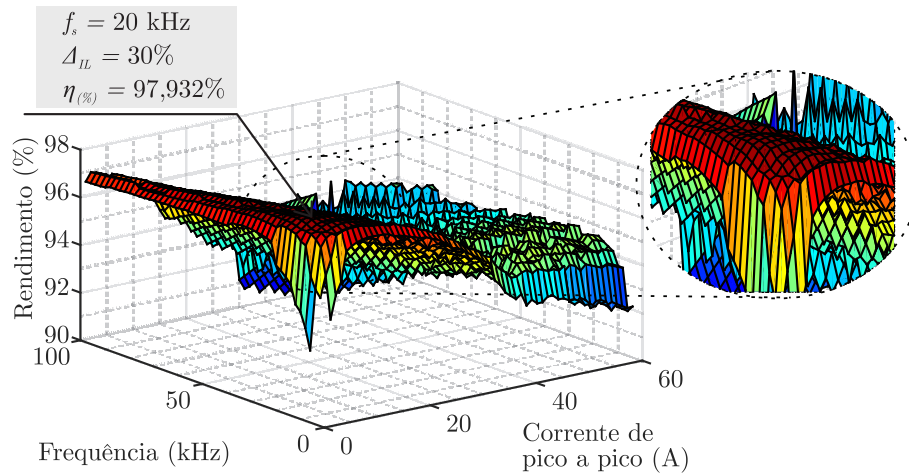 f_s = 20 kHz
Δ_IL = 30%
η_(%) = 97,932%
Rendimento (%)
98
96
94
92
90
100
50
0
Frequência (kHz)
0
20
40
60
Corrente de
pico a pico (A)